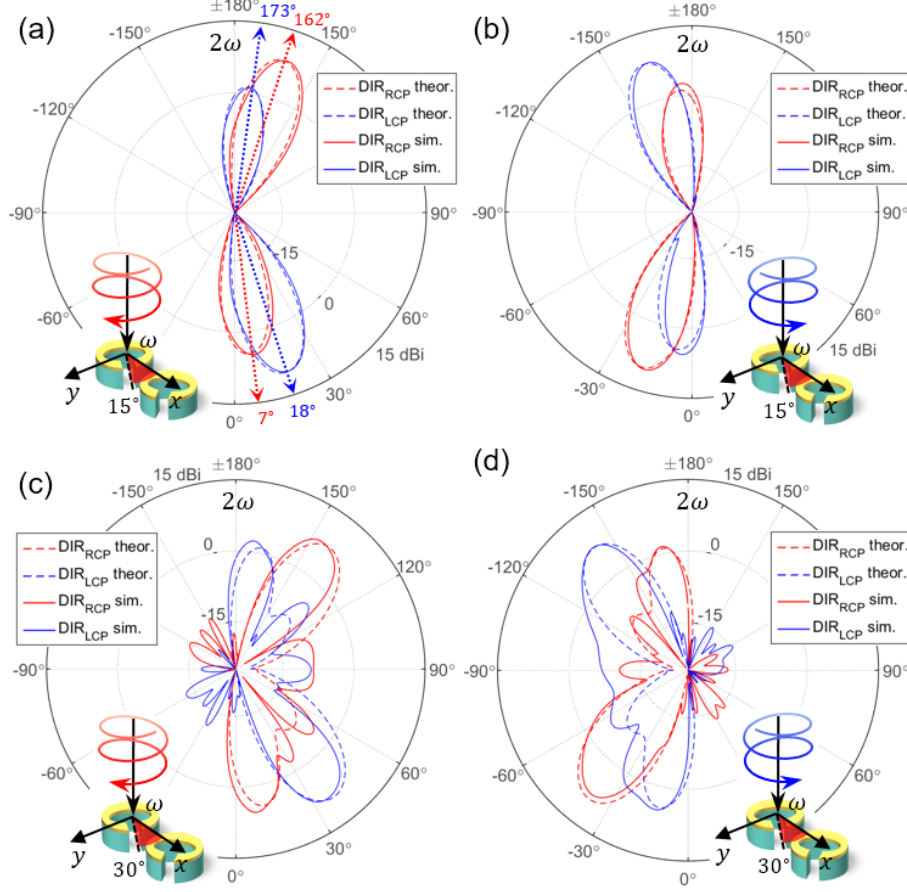 (a)
±180°
173°
162°
-150°
150°
2ω
-120°
DIR_RCP theor.
DIR_LCP theor.
DIR_RCP sim.
DIR_LCP sim.
-90°
90°
-15
0
15 dBi
-60°
60°
30°
0°
7°
18°
ω
y
x
15°
(b)
±180°
-150°
150°
2ω
-120°
DIR_RCP theor.
DIR_LCP theor.
DIR_RCP sim.
DIR_LCP sim.
-90°
90°
-15
15 dBi
-60°
60°
-30°
0°
ω
y
x
15°
(c)
±180°
15 dBi
-150°
150°
2ω
0
120°
DIR_RCP theor.
DIR_LCP theor.
DIR_RCP sim.
DIR_LCP sim.
-15
-90°
90°
-60°
60°
30°
0°
ω
y
x
30°
(d)
±180°
15 dBi
-150°
150°
2ω
0
-120°
DIR_RCP theor.
DIR_LCP theor.
DIR_RCP sim.
DIR_LCP sim.
-15
-90°
90°
-60°
60°
-30°
0°
ω
y
x
30°